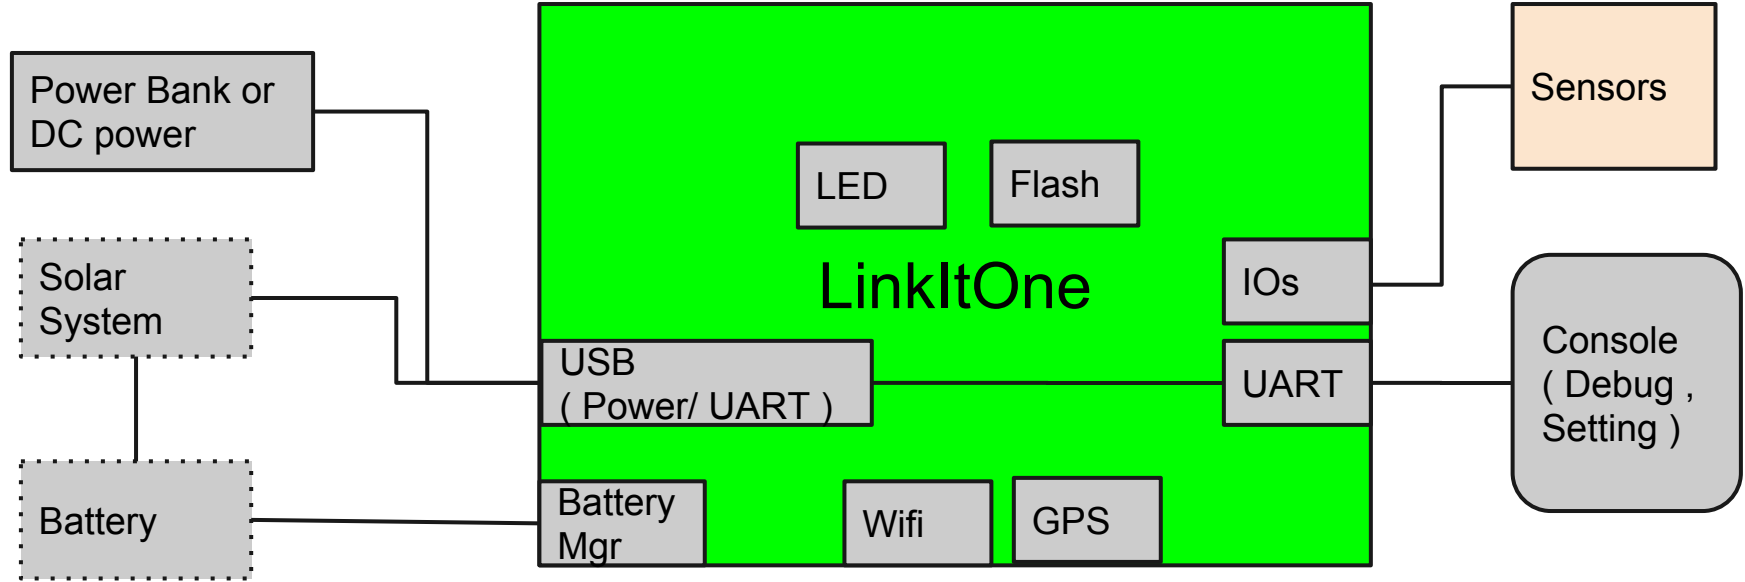 Power Bank or
DC power
Solar
System
Battery
LED
Flash
LinkItOne
USB
( Power/ UART )
IOs
UART
Battery
Mgr
Wifi
GPS
Sensors
Console
( Debug ,
Setting )